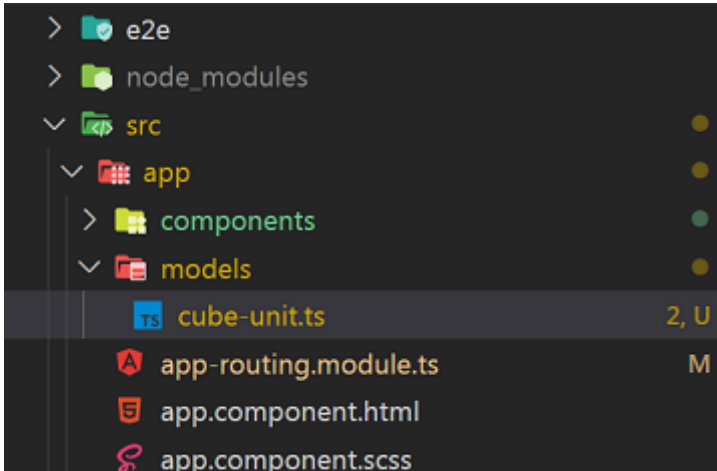 e2e
node_modules
src
app
components
models
TS cube-unit.ts 2, U
app-routing.module.ts M
app.component.html
app.component.scss